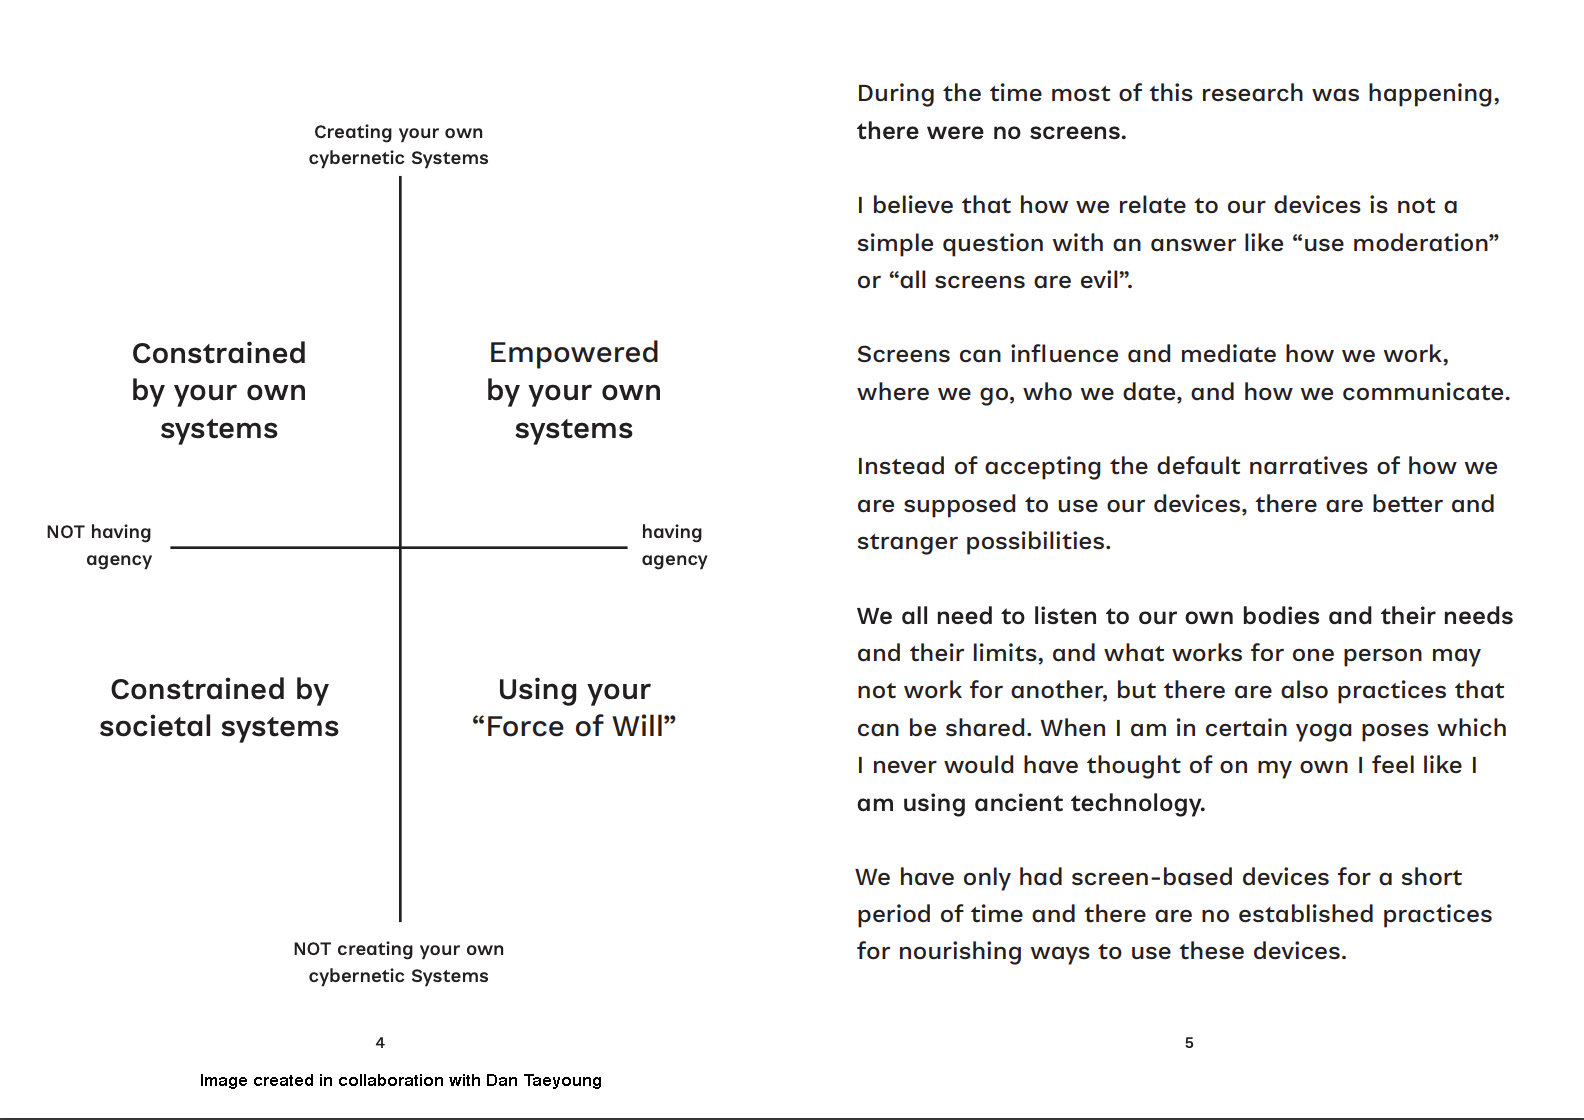 Creating your own
cybernetic Systems
Constrained
by your own
systems
Empowered
by your own
systems
NOT having
agency
having
agency
Constrained by
societal systems
Using your
“Force of Will”
NOT creating your own
cybernetic Systems
4
Image created in collaboration with Dan Taeyoung
During the time most of this research was happening,
there were no screens.
I believe that how we relate to our devices is not a
simple question with an answer like “use moderation”
or “all screens are evil”.
Screens can influence and mediate how we work,
where we go, who we date, and how we communicate.
Instead of accepting the default narratives of how we
are supposed to use our devices, there are better and
stranger possibilities.
We all need to listen to our own bodies and their needs
and their limits, and what works for one person may
not work for another, but there are also practices that
can be shared. When I am in certain yoga poses which
I never would have thought of on my own I feel like I
am using ancient technology.
We have only had screen-based devices for a short
period of time and there are no established practices
for nourishing ways to use these devices.
5